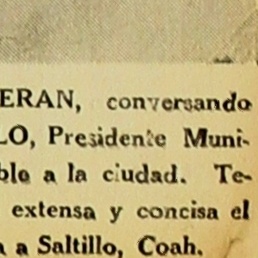 ERAN, conversando
LO, Presidente Muni-
ble a la ciudad. Te-
extensa y concisa el
a a Saltillo, Coah.